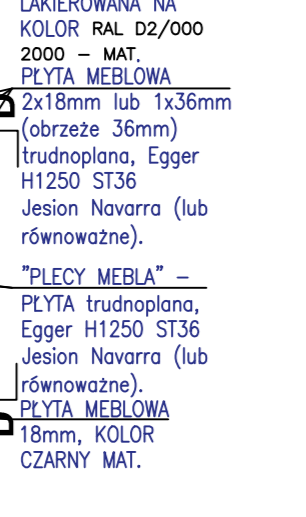 LAKIEROWANA NA
KOLOR RAL D2/000
2000 – MAT.
PŁYTA MEBLOWA
2x18mm lub 1x36mm
(obrzeże 36mm)
trudnoplana, Egger
H1250 ST36
Jesion Navarra (lub
równoważne).
"PLECY MEBLA" –
PŁYTA trudnoplana,
Egger H1250 ST36
Jesion Navarra (lub
równoważne).
PŁYTA MEBLOWA
18mm, KOLOR
CZARNY MAT.